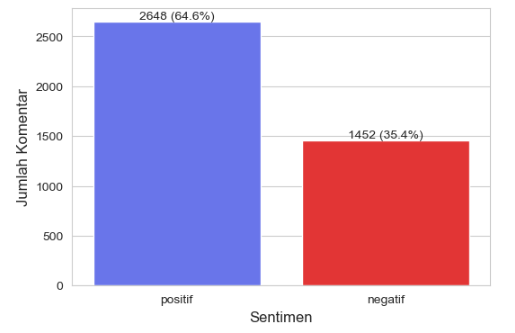 2648 (64.6%)
2500
2000
1500
1452 (35.4%)
1000
500
0
Jumlah Komentar
positif
negatif
Sentimen